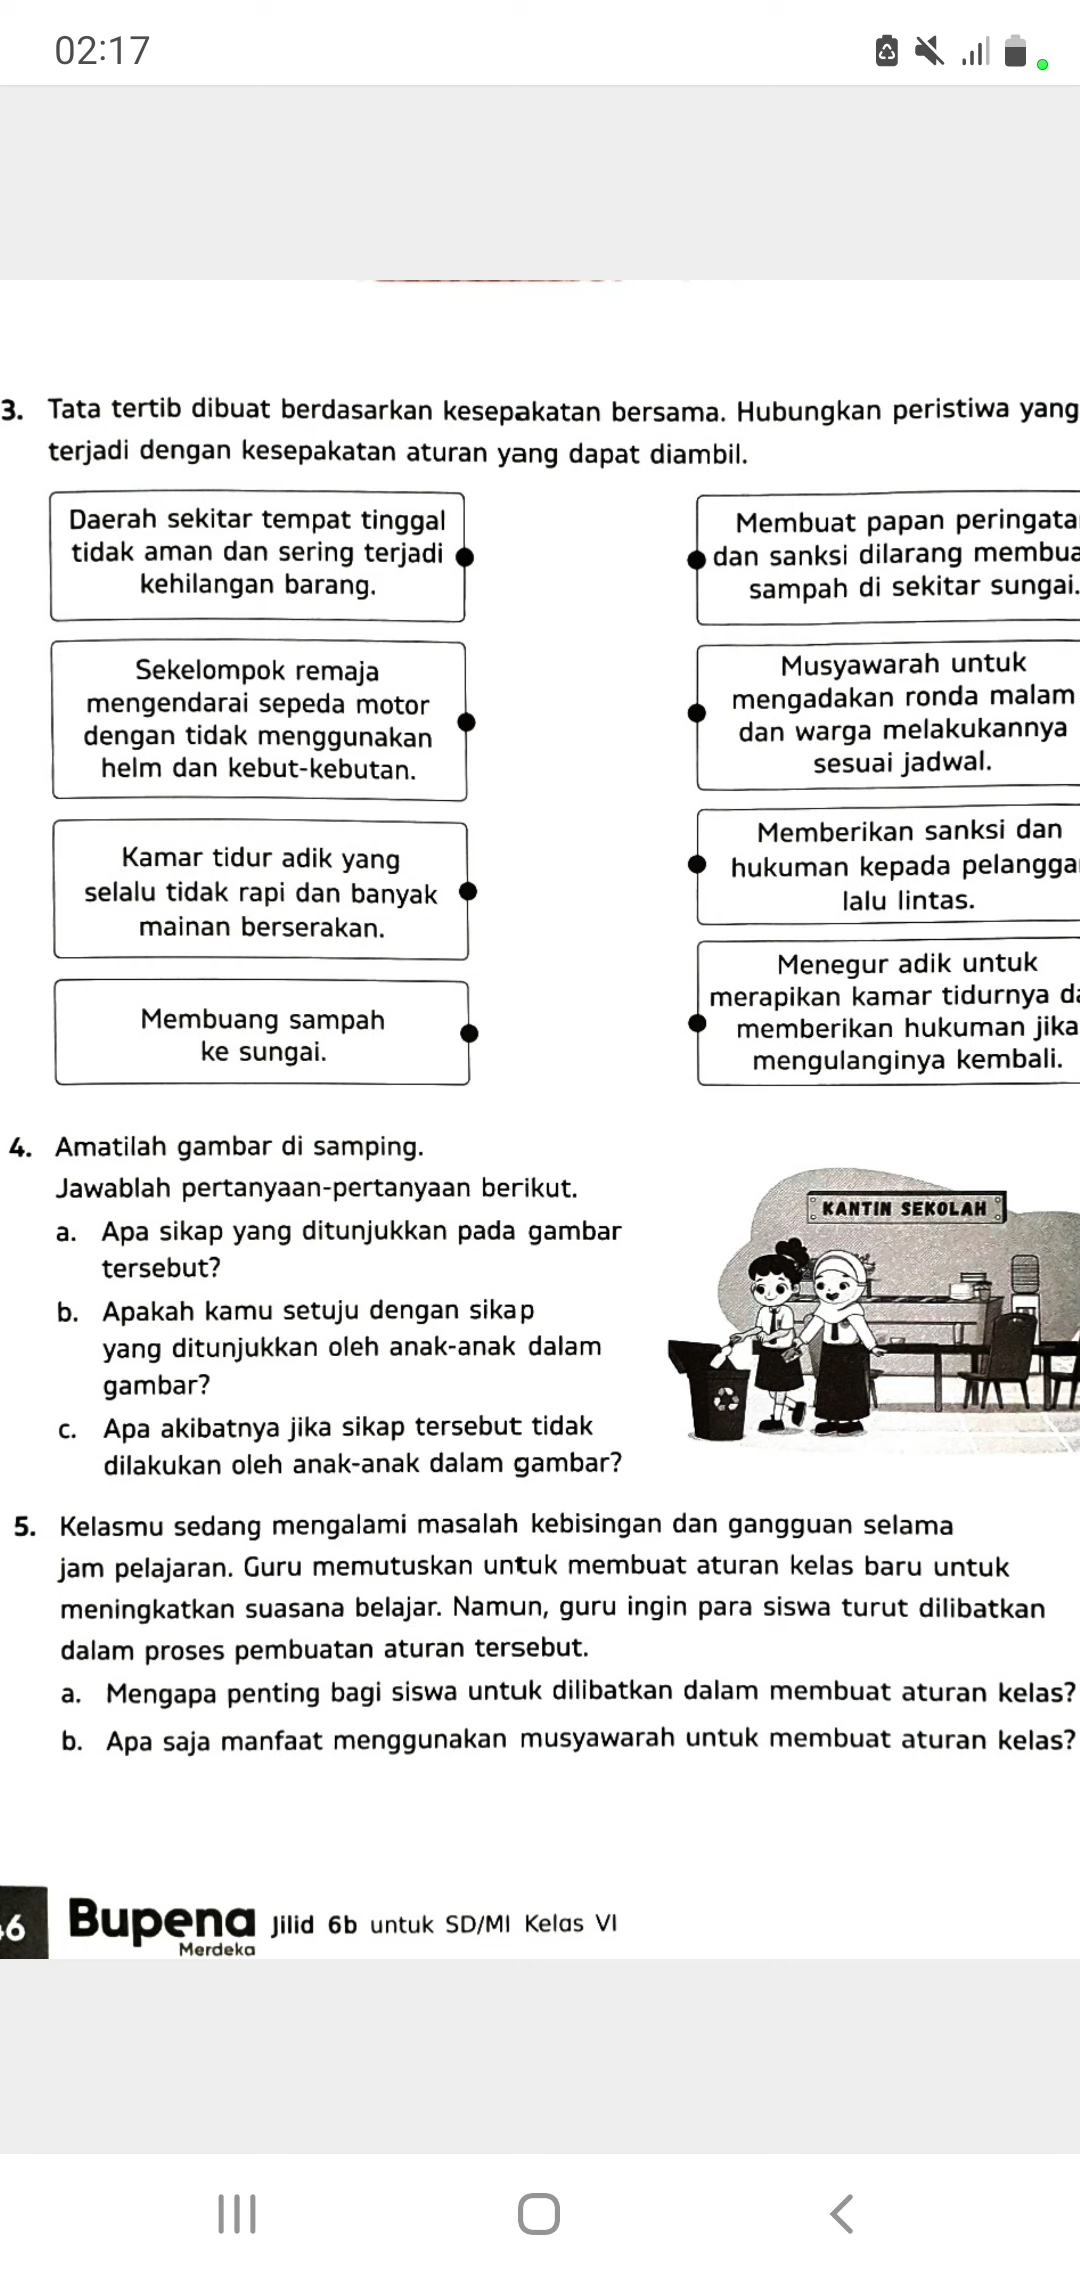 02:17
3. Tata tertib dibuat berdasarkan kesepakatan bersama. Hubungkan peristiwa yang
terjadi dengan kesepakatan aturan yang dapat diambil.
Daerah sekitar tempat tinggal
tidak aman dan sering terjadi
kehilangan barang.
Sekelompok remaja
mengendarai sepeda motor
dengan tidak menggunakan
helm dan kebut-kebutan.
Kamar tidur adik yang
selalu tidak rapi dan banyak
mainan berserakan.
Membuang sampah
ke sungai.
Membuat papan peringata
dan sanksi dilarang membua
sampah di sekitar sungai.
Musyawarah untuk
mengadakan ronda malam
dan warga melakukannya
sesuai jadwal.
Memberikan sanksi dan
hukuman kepada pelangga
lalu lintas.
Menegur adik untuk
merapikan kamar tidurnya da
memberikan hukuman jika
mengulanginya kembali.
4. Amatilah gambar di samping.
Jawablah pertanyaan-pertanyaan berikut.
a. Apa sikap yang ditunjukkan pada gambar
tersebut?
b. Apakah kamu setuju dengan sikap
yang ditunjukkan oleh anak-anak dalam
gambar?
c. Apa akibatnya jika sikap tersebut tidak
dilakukan oleh anak-anak dalam gambar?
KANTIN SEKOLAH
5. Kelasmu sedang mengalami masalah kebisingan dan gangguan selama
jam pelajaran. Guru memutuskan untuk membuat aturan kelas baru untuk
meningkatkan suasana belajar. Namun, guru ingin para siswa turut dilibatkan
dalam proses pembuatan aturan tersebut.
a. Mengapa penting bagi siswa untuk dilibatkan dalam membuat aturan kelas?
b. Apa saja manfaat menggunakan musyawarah untuk membuat aturan kelas?
6 Bupena Jilid 6b untuk SD/MI Kelas VI
Merdeka